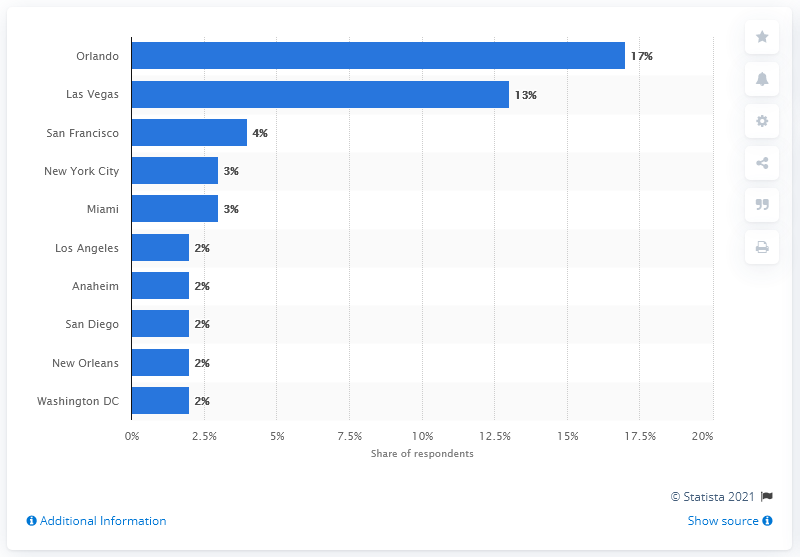 Orlando 17%
Las Vegas 13%
San Francisco 4%
New York City 3%
Miami 3%
Los Angeles 2%
Anaheim 2%
San Diego 2%
New Orleans 2%
Washington DC 2%
0% 2.5% 5% 7.5% 10% 12.5% 15% 17.5% 20%
Share of respondents
© Statista 2021
Additional Information Show source